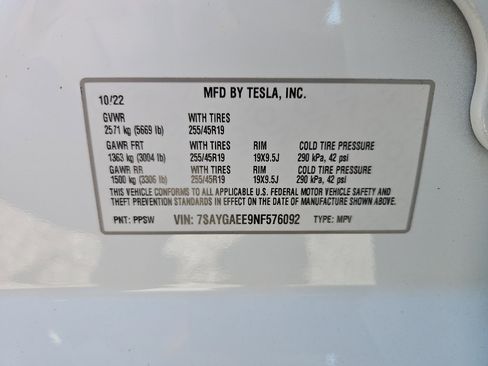 10/22 MFD BY TESLA, INC.
GVWR WITH TIRES
2571 kg (5669 lb) 255/45R19
GAWR FRT WITH TIRES RIM COLD TIRE PRESSURE
1363 kg (3004 lb) 255/45R19 19X9.5J 290 kPa, 42 psi
GAWR RR WITH TIRES RIM COLD TIRE PRESSURE
1500 kg (3306 lb) 255/45R19 19X9.5J 290 kPa, 42 psi
THIS VEHICLE CONFORMS TO ALL APPLICABLE U.S. FEDERAL MOTOR VEHICLE SAFETY AND
THEFT PREVENTION STANDARDS IN EFFECT ON THE DATE OF MANUFACTURE SHOWN ABOVE.
PNT: PPSW VIN: 7SAYGAEE9NF576092 TYPE: MPV